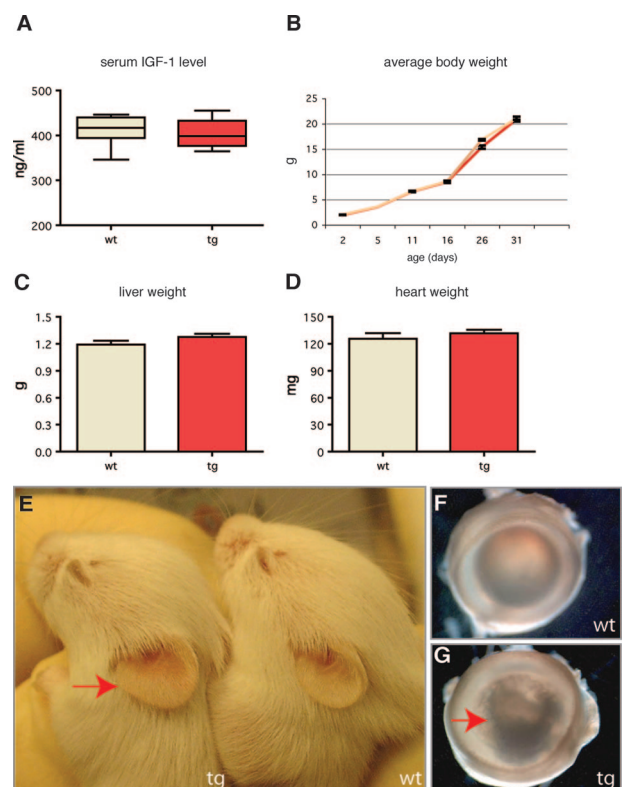 A
serum IGF-1 level
ng/ml
500
400
300
200
wt
tg
B
average body weight
g
25
20
15
10
5
0
2 5 11 16 26 31
age (days)
C
liver weight
g
1.5
1.2
0.9
0.6
0.3
0.0
wt
tg
D
heart weight
mg
150
120
90
60
30
0
wt
tg
E
tg
wt
F
wt
G
tg